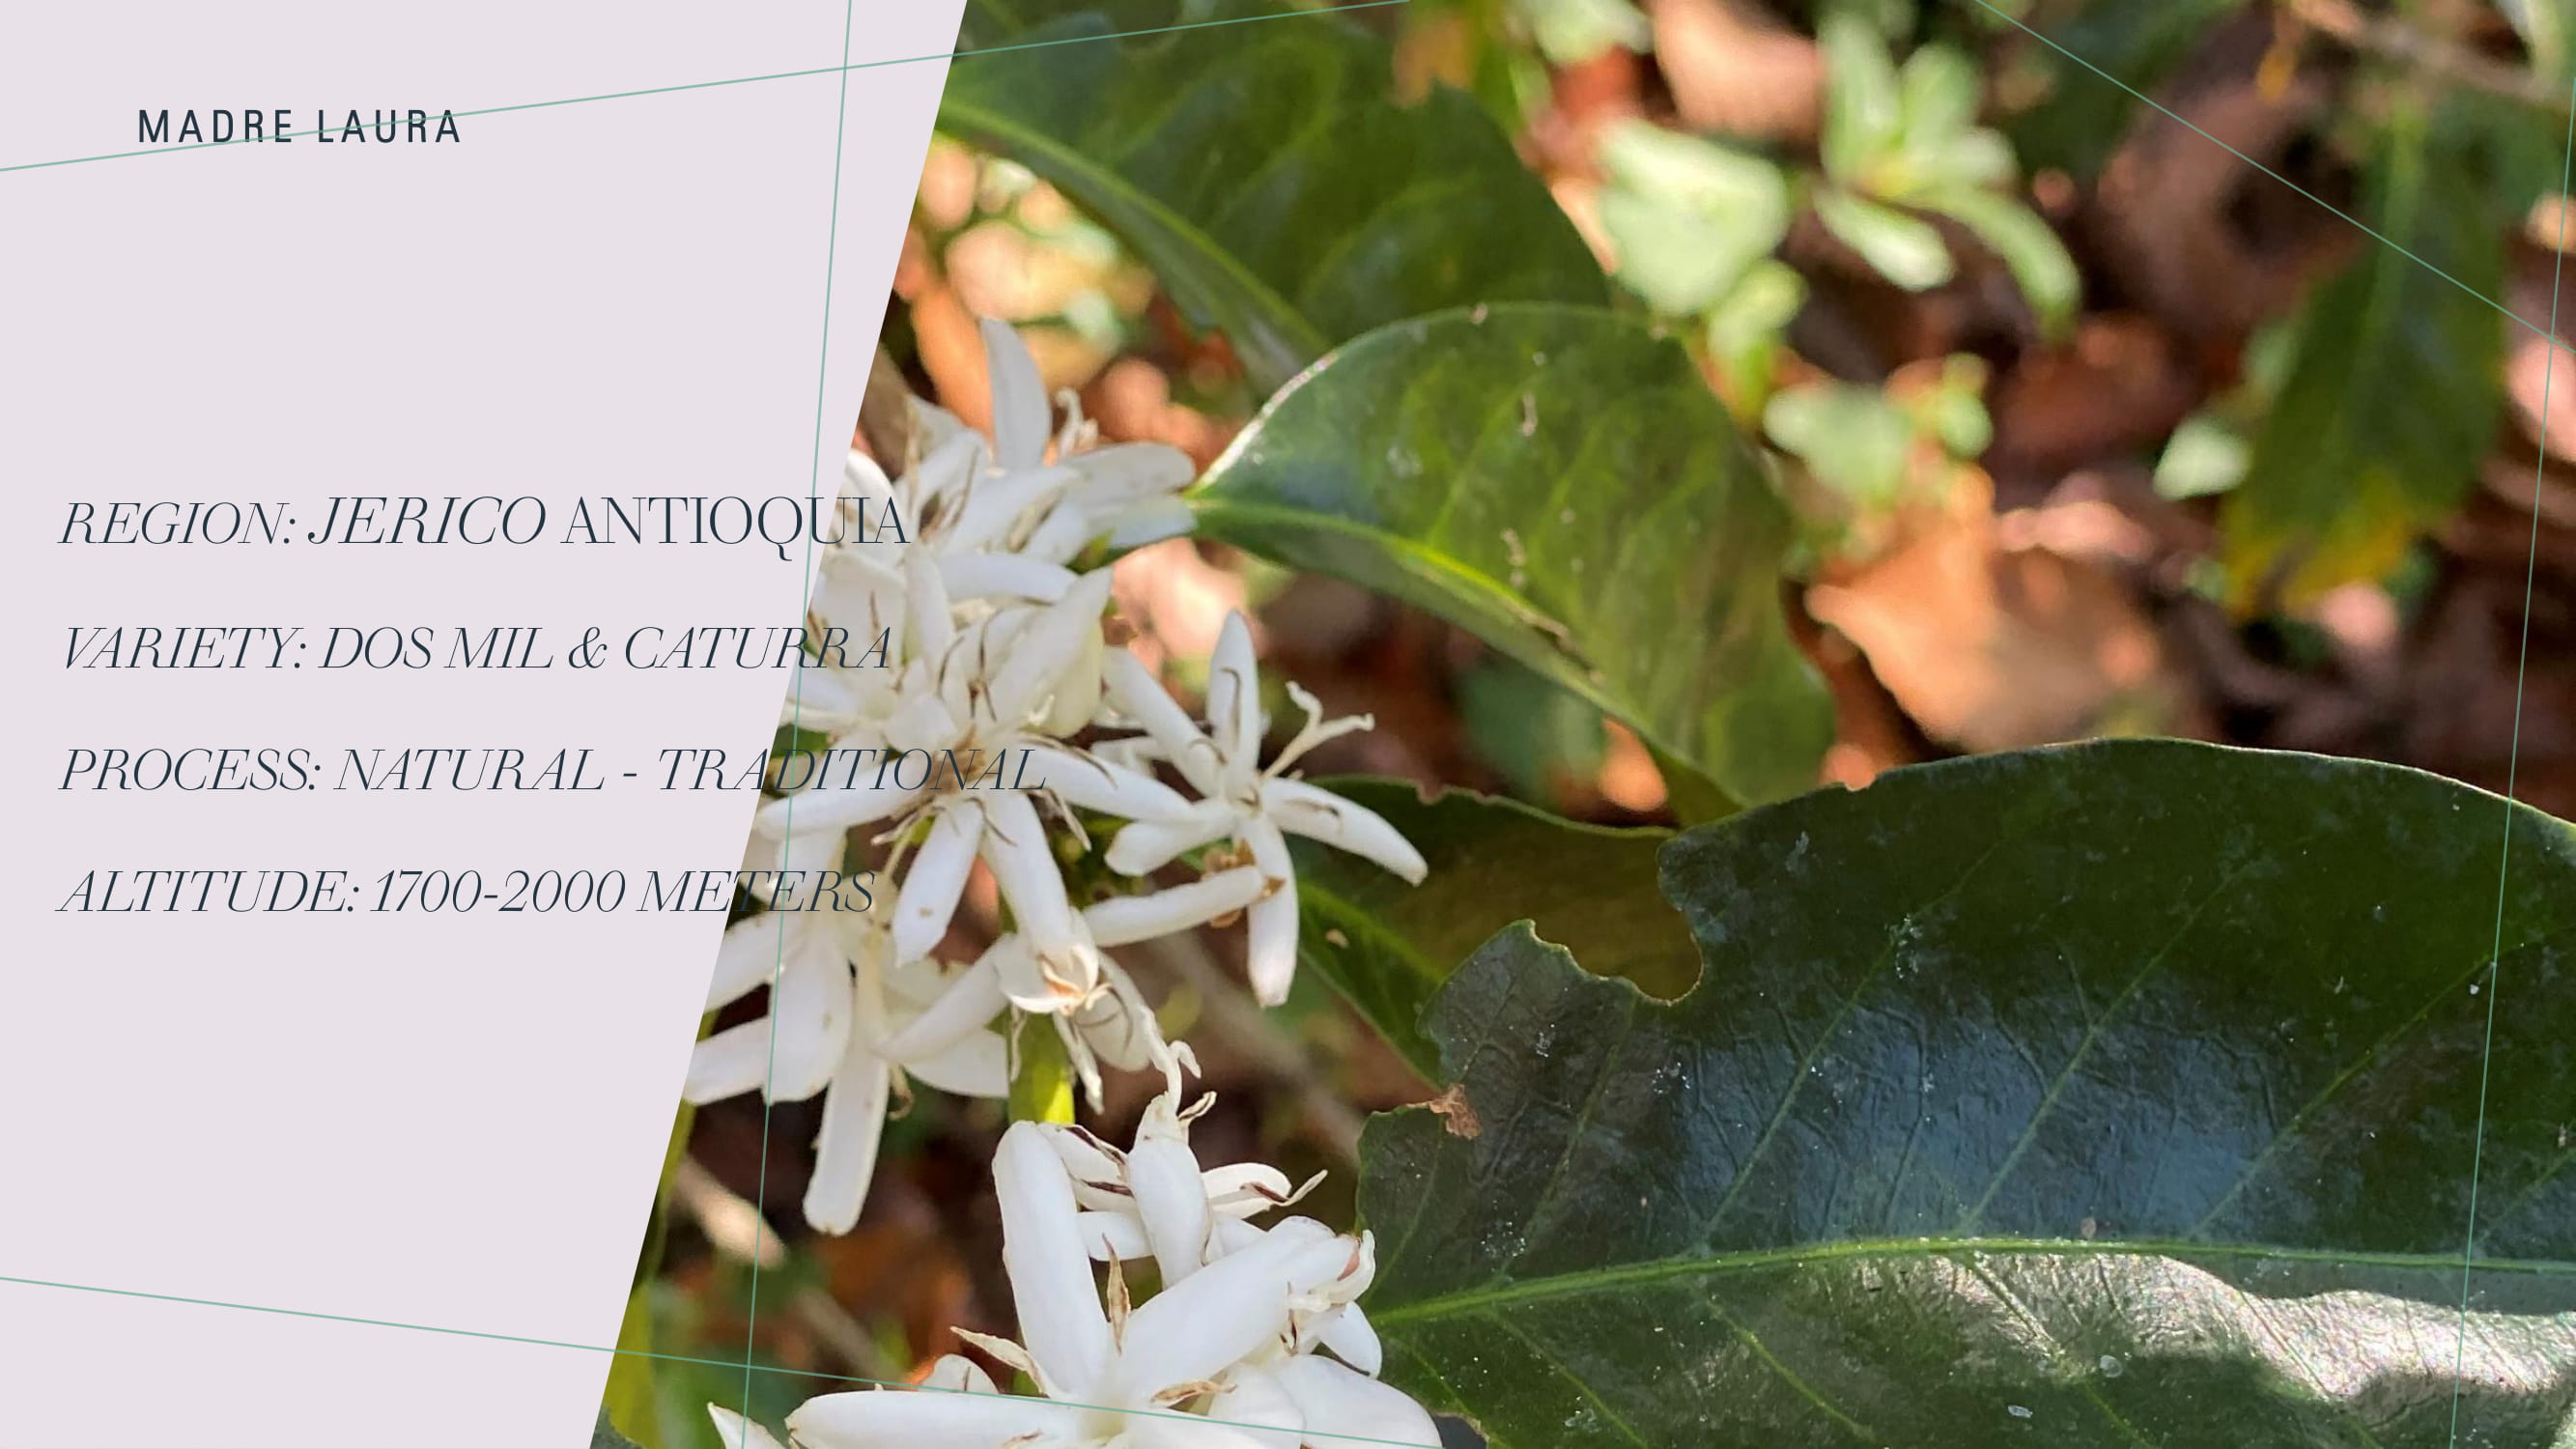 MADRE LAURA
REGION: JERICO ANTIOQUIA
VARIETY: DOS MIL & CATURRA
PROCESS: NATURAL - TRADITIONAL
ALTITUDE: 1700-2000 METERS